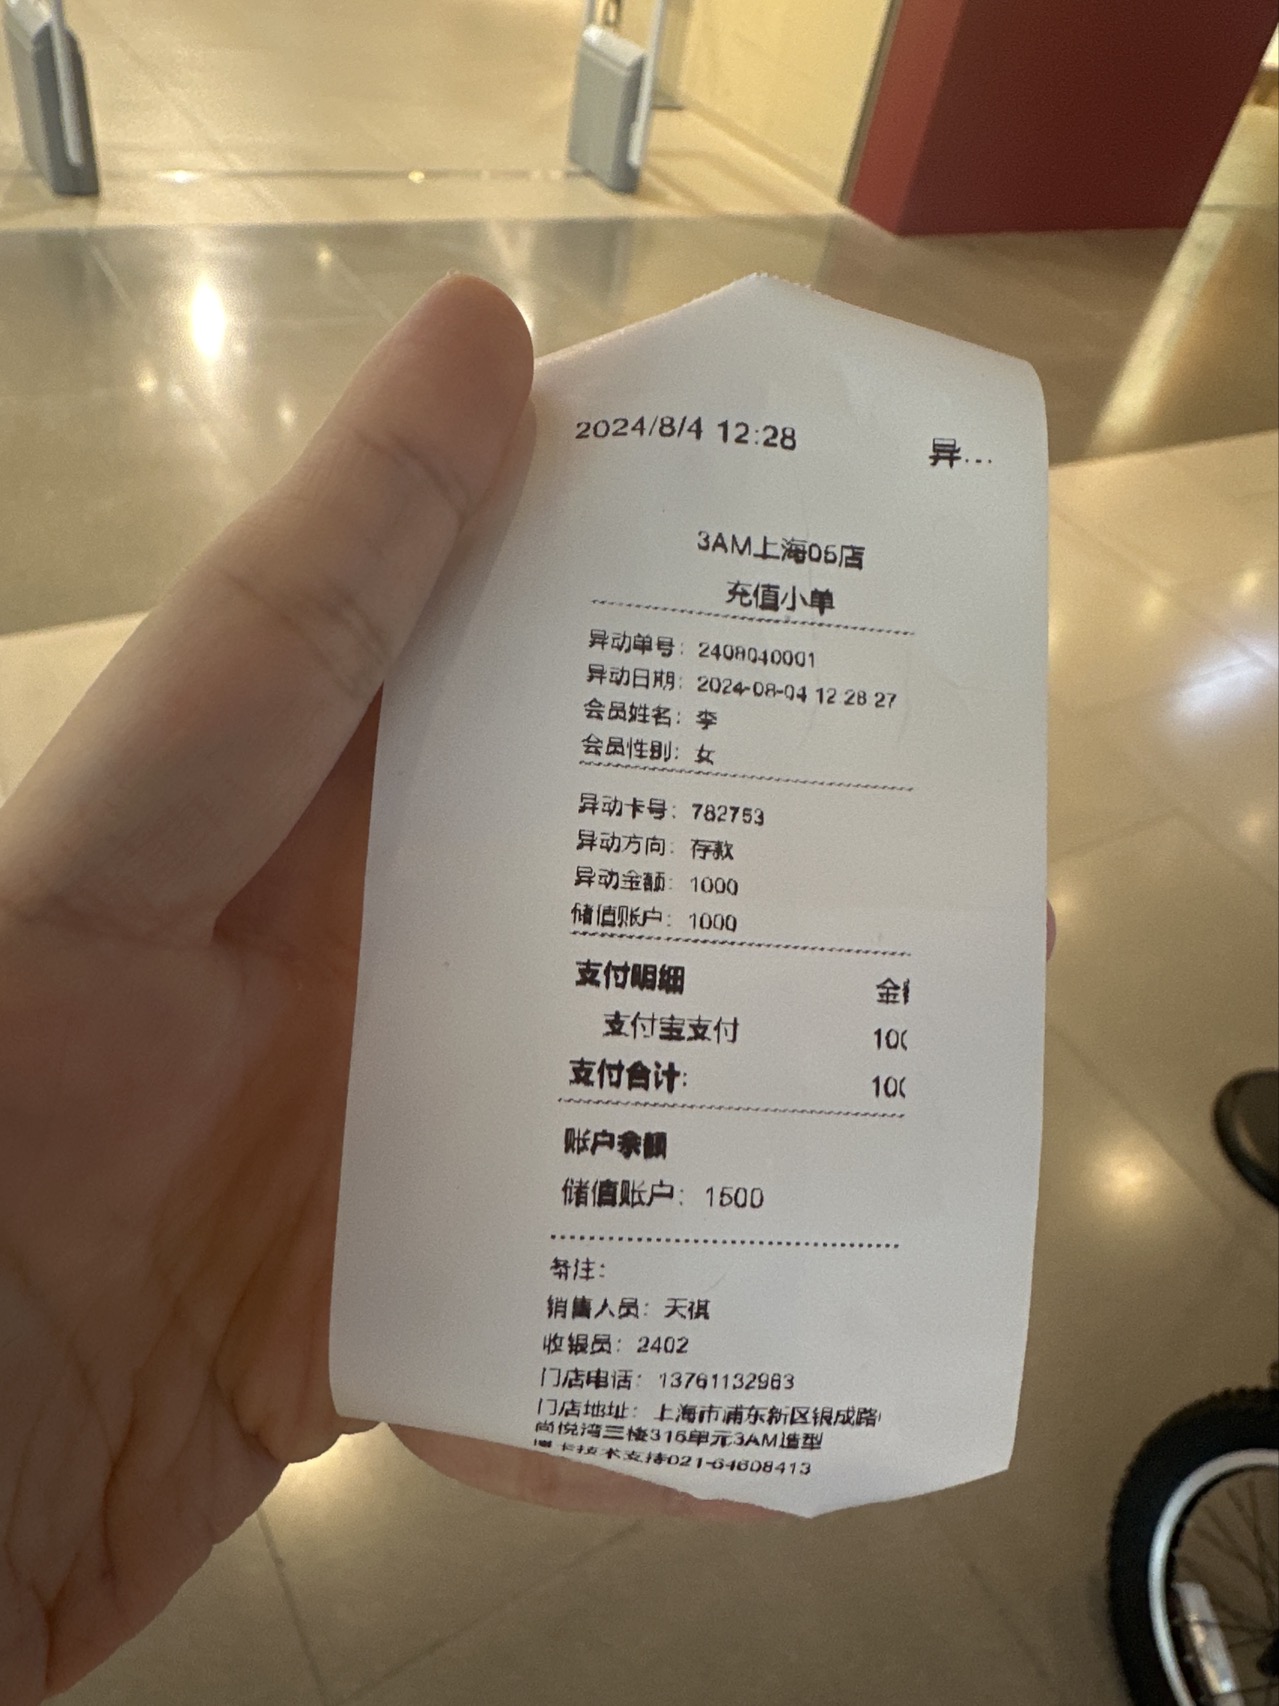 2024/8/4 12:28 异...
3AM上海05店
充值小单
异动单号: 2408040001
异动日期: 2024-08-04 12:28:27
会员姓名: 李
会员性别: 女
异动卡号: 782753
异动方向: 存款
异动金额: 1000
储值账户: 1000
支付明细 金
支付宝支付 10
支付合计: 10
账户余额
储值账户: 1500
备注:
销售人员: 天祺
收银员: 2402
门店电话: 13761132963
门店地址: 上海市浦东新区银成路
尚悦湾三楼316单元3AM造型
卡技术支持021-64608413